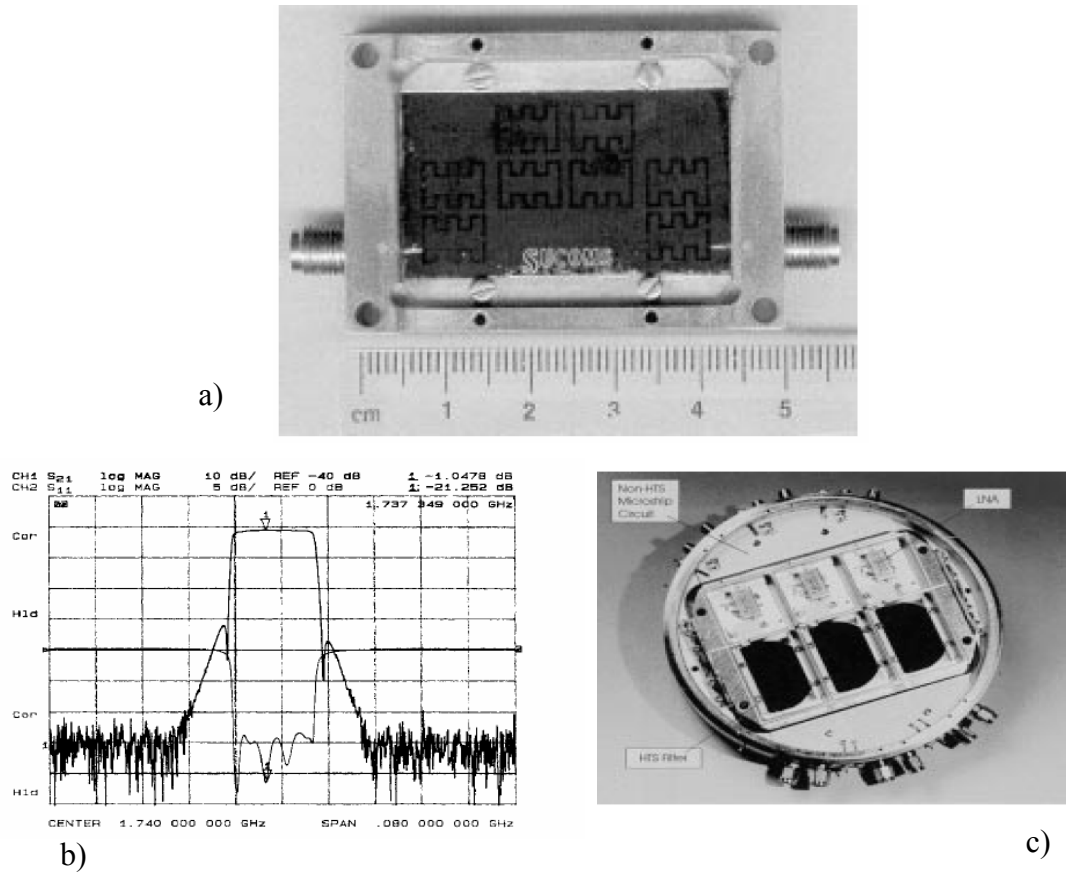 SUCOMS
cm 1 2 3 4 5
a)
CH1 S21 log MAG 10 dB/ REF -40 dB 1 -1.0478 dB
CH2 S11 log MAG 5 dB/ REF 0 dB 1: -21.252 dB
1.737 349 000 GHz
1
Cor
Hld
Cor
1
Hld
CENTER 1.740 000 000 GHz SPAN .080 000 000 GHz
b)
Non-HTS
Microstrip
Circuit
LNA
HTS Filter
c)